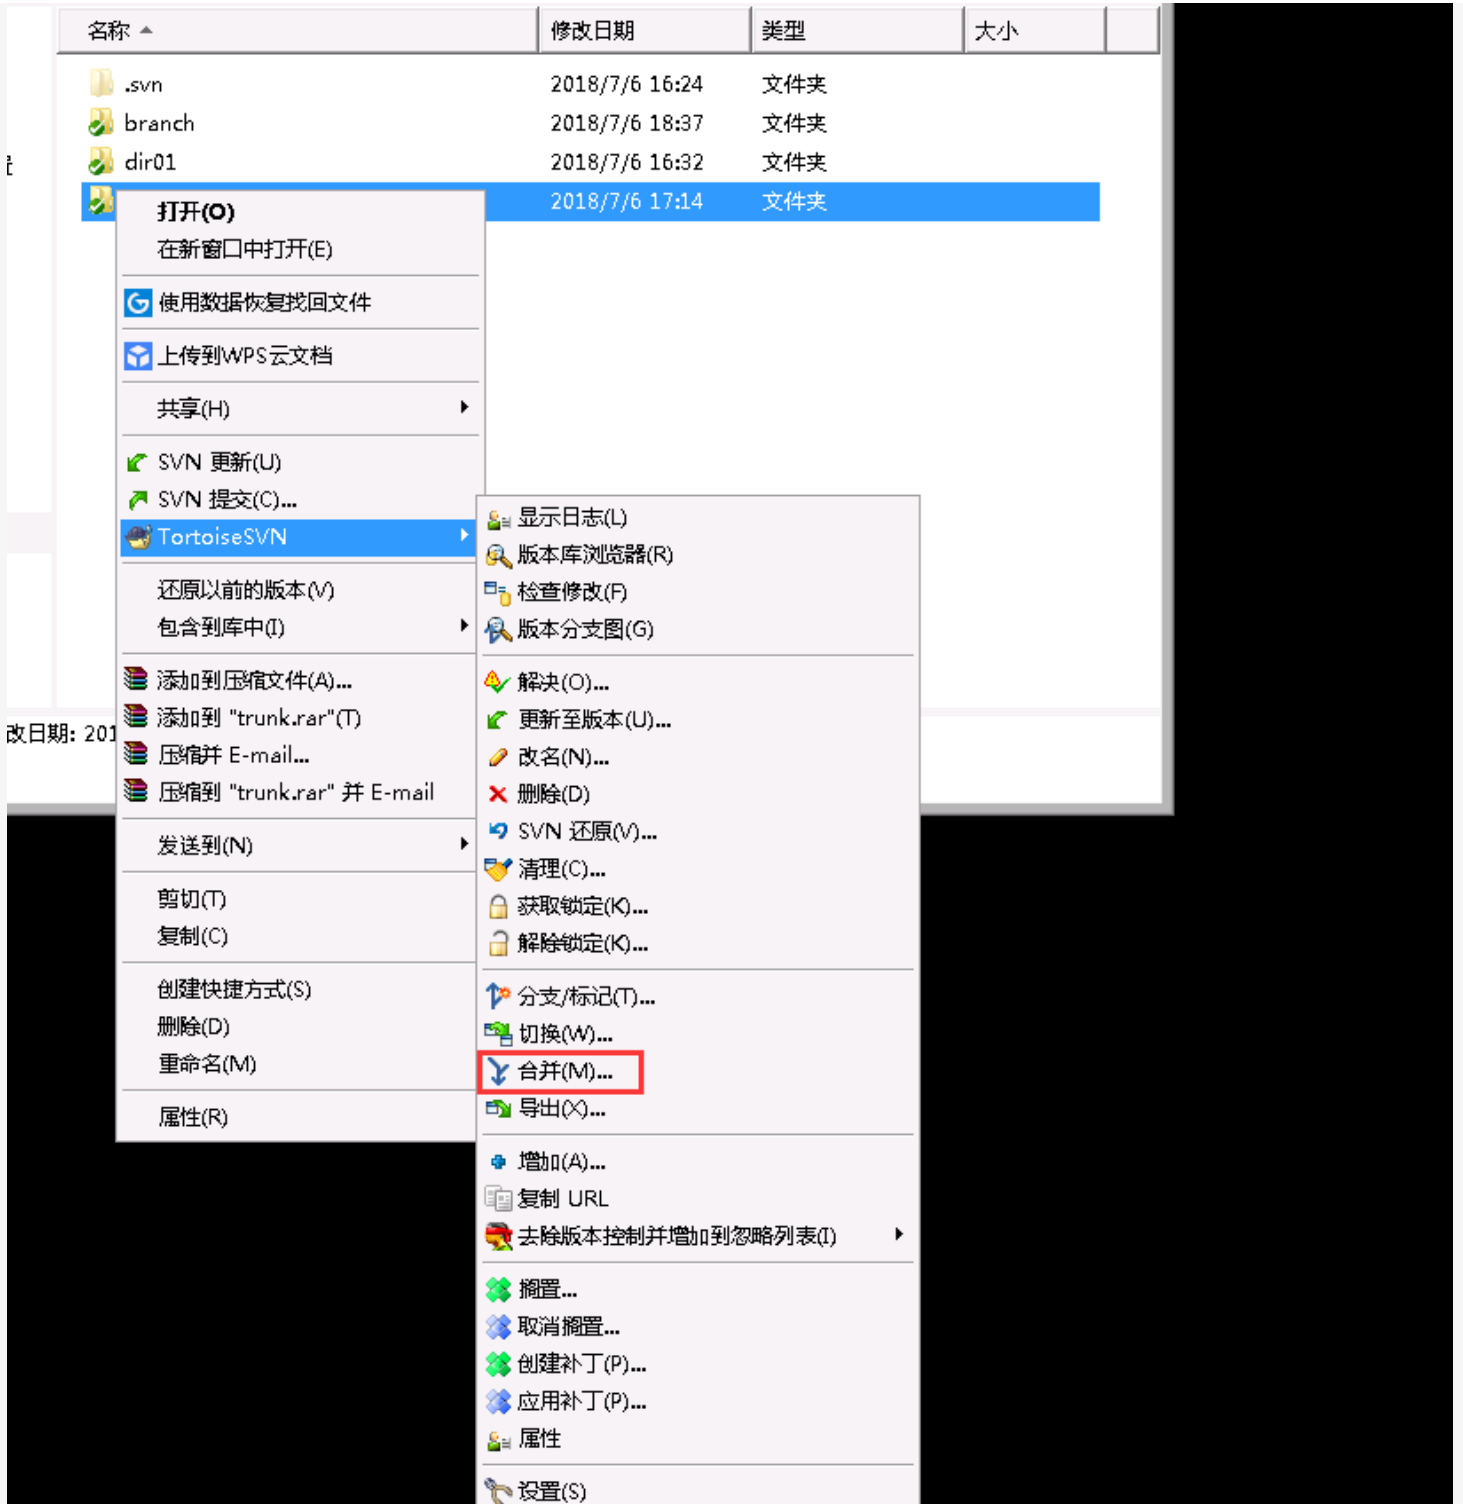 名称 修改日期 类型 大小
.svn 2018/7/6 16:24 文件夹
branch 2018/7/6 18:37 文件夹
dir01 2018/7/6 16:32 文件夹
2018/7/6 17:14 文件夹
打开(O)
在新窗口中打开(E)
使用数据恢复找回文件
上传到WPS云文档
共享(H)
SVN 更新(U)
SVN 提交(C)...
TortoiseSVN
还原以前的版本(V)
包含到库中(I)
添加到压缩文件(A)...
添加到 "trunk.rar"(T)
压缩并 E-mail...
压缩到 "trunk.rar" 并 E-mail
发送到(N)
剪切(T)
复制(C)
创建快捷方式(S)
删除(D)
重命名(M)
属性(R)
改日期: 201
显示日志(L)
版本库浏览器(R)
检查修改(F)
版本分支图(G)
解决(O)...
更新至版本(U)...
改名(N)...
删除(D)
SVN 还原(V)...
清理(C)...
获取锁定(K)...
解除锁定(K)...
分支/标记(T)...
切换(W)...
合并(M)...
导出(X)...
增加(A)...
复制 URL
去除版本控制并增加到忽略列表(I)
搁置...
取消搁置...
创建补丁(P)...
应用补丁(P)...
属性
设置(S)